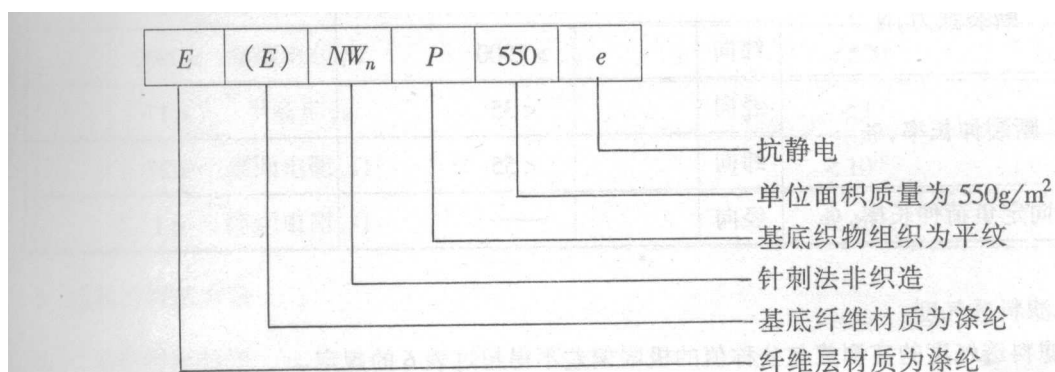 E (E) NWₙ P 550 e
抗静电
单位面积质量为550g/m²
基底织物组织为平纹
针刺法非织造
基底纤维材质为涤纶
纤维层材质为涤纶